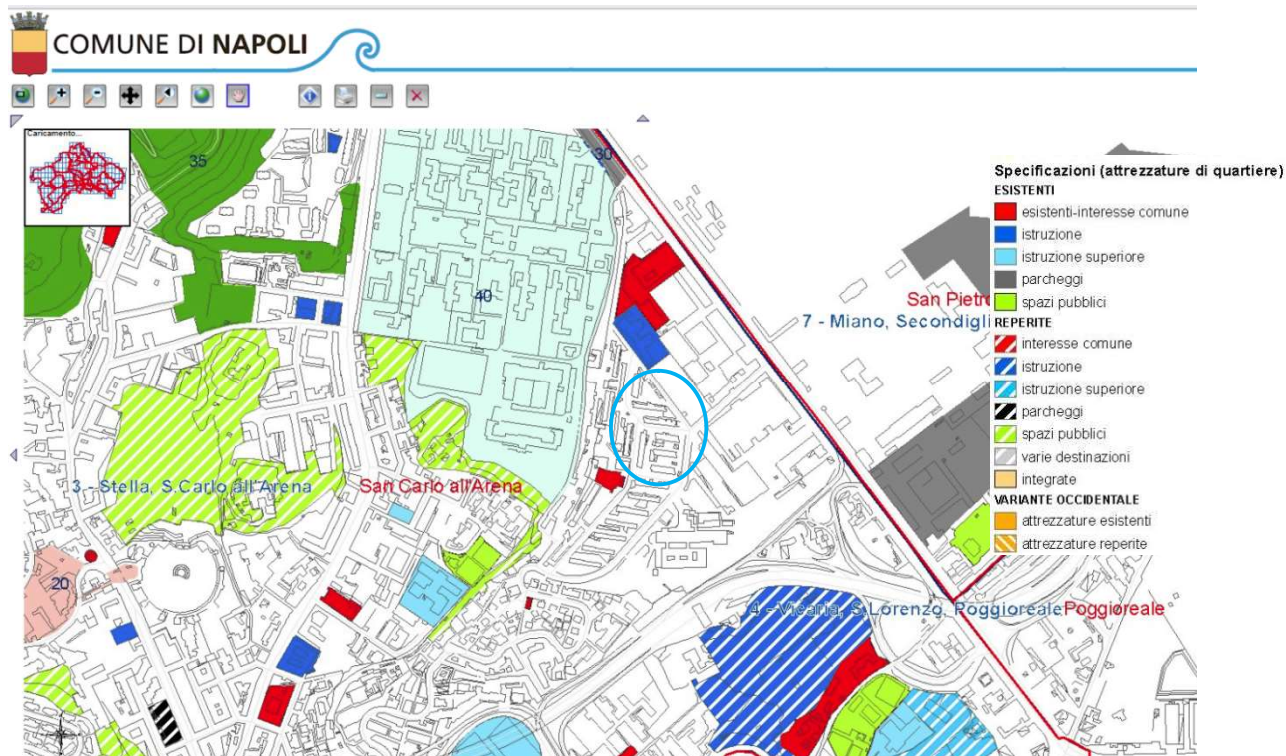 COMUNE DI NAPOLI
Caricamento...
35
30
40
San Pietro
7 - Miano, Secondigli
3 - Stella, S.Carlo all'Arena
San Carlo all'Arena
20
4 - Vicaria, S.Lorenzo, Poggioreale
Poggioreale
Specificazioni (attrezzature di quartiere)
ESISTENTI
esistenti-interesse comune
istruzione
istruzione superiore
parcheggi
spazi pubblici
REPERITE
interesse comune
istruzione
istruzione superiore
parcheggi
spazi pubblici
varie destinazioni
integrate
VARIANTE OCCIDENTALE
attrezzature esistenti
attrezzature reperite